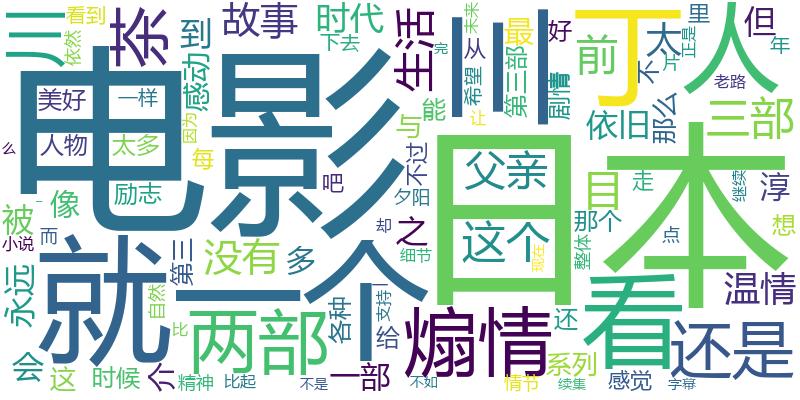 川
看到
依然
奈
到
感动
故事
时代
下去
生活
三
从
未来
完
希望
第三部
最
好
剧情
丁
前
太
里
正是
片
不
人
但
年
老路
电影
美好
一样
人物
太多
因为
每
励志
么
与
能
吧
不过
夕阳
父亲
这个
日本
依旧
那么
三部
目
走
继续
淳
想
被
像
小说
而
一
第三
没有
多
却
之
细节
现在
那个
整体
点
温情
永远
会
就
一个
自然
比
两部
各种
给
支持
煽情
让
还
看
还是
这
时候
介
精神
比起
不是
一部
不如
情节
系列
续集
感觉
字幕